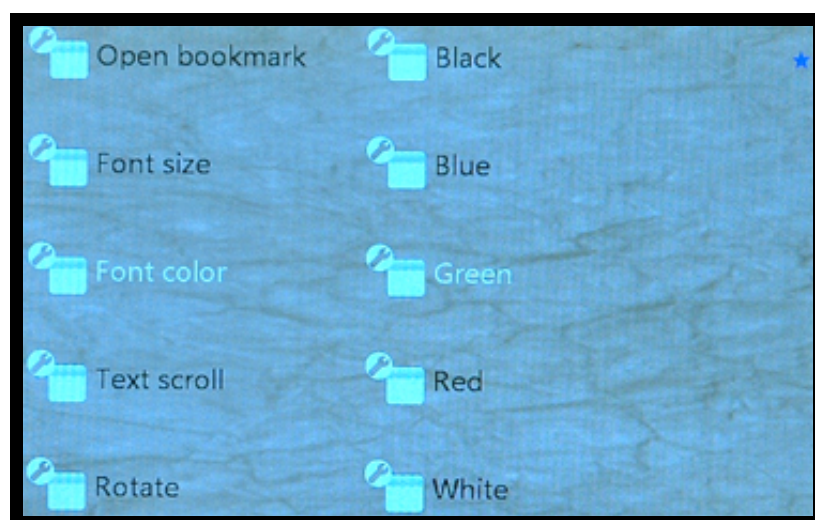 Open bookmark
Black
Font size
Blue
Font color
Green
Text scroll
Red
Rotate
White